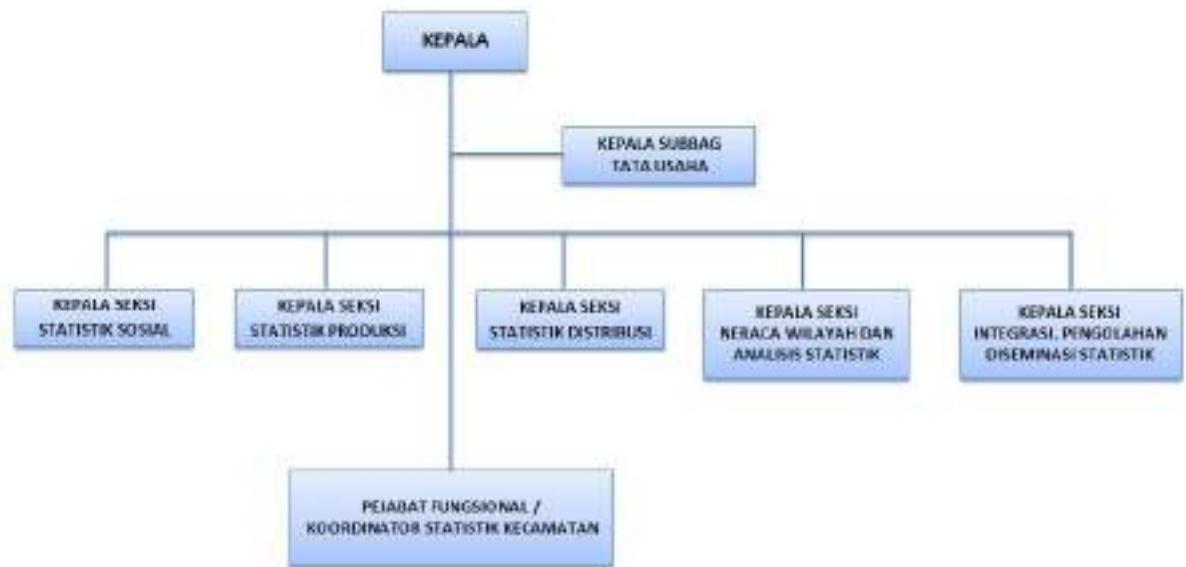 KEPALA
KEPALA SUBBAG
TATA USAHA
KEPALA SEKSI
STATISTIK SOSIAL
KEPALA SEKSI
STATISTIK PRODUKSI
KEPALA SEKSI
STATISTIK DISTRIBUSI
KEPALA SEKSI
NERACA WILAYAH DAN
ANALISIS STATISTIK
KEPALA SEKSI
INTEGRASI, PENGOLAHAN
DISEMINASI STATISTIK
PEJABAT FUNGSIONAL /
KOORDINATOR STATISTIK KECAMATAN